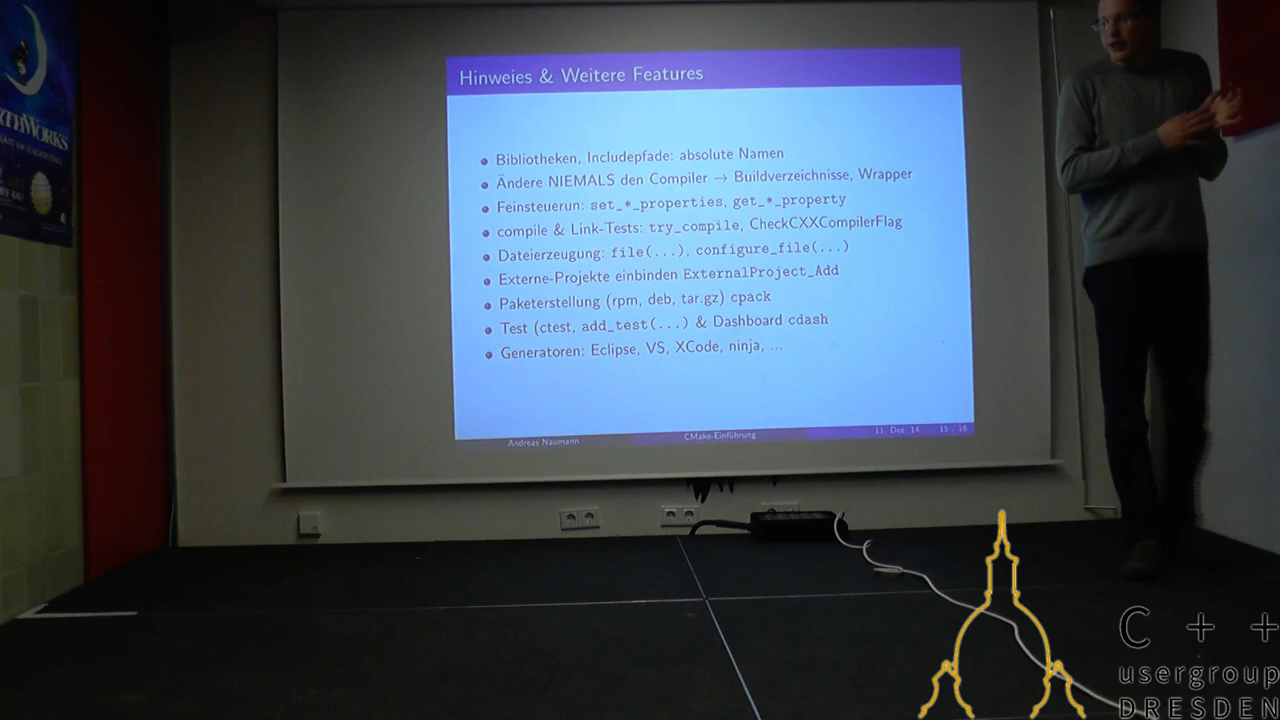 Hinweies & Weitere Features
Bibliotheken, Includepfade: absolute Namen
Ändere NIEMALS den Compiler → Buildverzeichnisse, Wrapper
Feinsteuerun: set_*_properties, get_*_property
compile & Link-Tests: try_compile, CheckCXXCompilerFlag
Dateierzeugung: file(...), configure_file(...)
Externe-Projekte einbinden ExternalProject_Add
Paketerstellung (rpm, deb, tar.gz) cpack
Test (ctest, add_test(...) & Dashboard cdash
Generatoren: Eclipse, VS, XCode, ninja, ...
Andreas Naumann CMake-Einführung 11. Dez. 14 15 / 16
RTHWORKS
C++
usergroup
DRESDEN